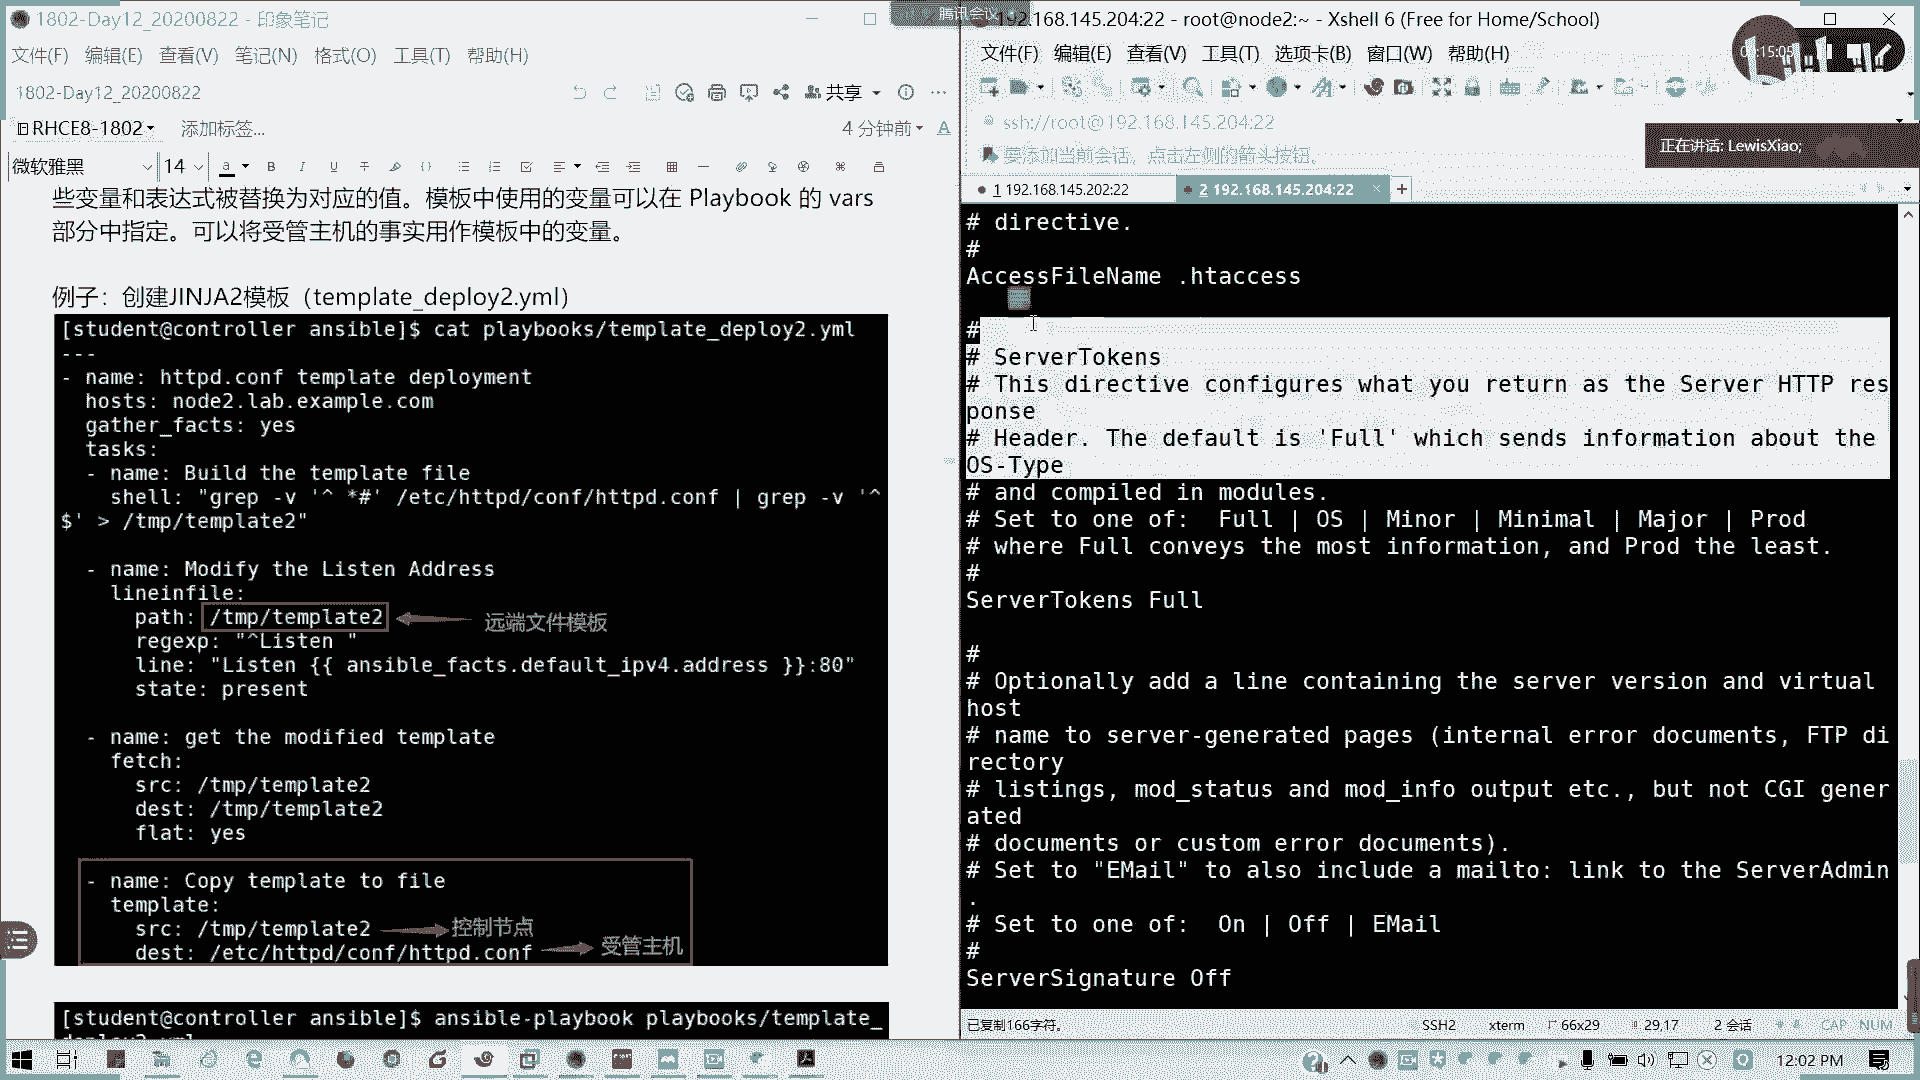 1802-Day12_20200822 - 印象笔记
文件(F) 编辑(E) 查看(V) 笔记(N) 格式(O) 工具(T) 帮助(H)
1802-Day12_20200822
共享
RHCE8-1802
添加标签...
4 分钟前
微软雅黑
14
些变量和表达式被替换为对应的值。模板中使用的变量可以在 Playbook 的 vars
部分中指定。可以将受管主机的事实用作模板中的变量。
例子：创建JINJA2模板（template_deploy2.yml）
[student@controller ansible]$ cat playbooks/template_deploy2.yml
---
- name: httpd.conf template deployment
hosts: node2.lab.example.com
gather_facts: yes
tasks:
- name: Build the template file
shell: "grep -v '^ *#' /etc/httpd/conf/httpd.conf | grep -v '^
$' > /tmp/template2"
- name: Modify the Listen Address
lineinfile:
path: /tmp/template2
远端文件模板
regexp: "^Listen "
line: "Listen {{ ansible_facts.default_ipv4.address }}:80"
state: present
- name: get the modified template
fetch:
src: /tmp/template2
dest: /tmp/template2
flat: yes
- name: Copy template to file
template:
src: /tmp/template2
控制节点
dest: /etc/httpd/conf/httpd.conf
受管主机
[student@controller ansible]$ ansible-playbook playbooks/template_
deploy2.yml
腾讯会议
192.168.145.204:22 - root@node2:~ - Xshell 6 (Free for Home/School)
文件(F) 编辑(E) 查看(V) 工具(T) 选项卡(B) 窗口(W) 帮助(H)
ssh://root@192.168.145.204:22
要添加当前会话，点击左侧的箭头按钮。
正在讲话: LewisXiao;
1 192.168.145.202:22
2 192.168.145.204:22
# directive.
#
AccessFileName .htaccess
#
# ServerTokens
# This directive configures what you return as the Server HTTP res
ponse
# Header. The default is 'Full' which sends information about the
OS-Type
# and compiled in modules.
# Set to one of:  Full | OS | Minor | Minimal | Major | Prod
# where Full conveys the most information, and Prod the least.
#
ServerTokens Full
#
# Optionally add a line containing the server version and virtual
host
# name to server-generated pages (internal error documents, FTP di
rectory
# listings, mod_status and mod_info output etc., but not CGI gener
ated
# documents or custom error documents).
# Set to "EMail" to also include a mailto: link to the ServerAdmin
.
# Set to one of:  On | Off | EMail
#
ServerSignature Off
已复制166字符。
SSH2
xterm
66x29
29,17
2 会话
CAP NUM
12:02 PM